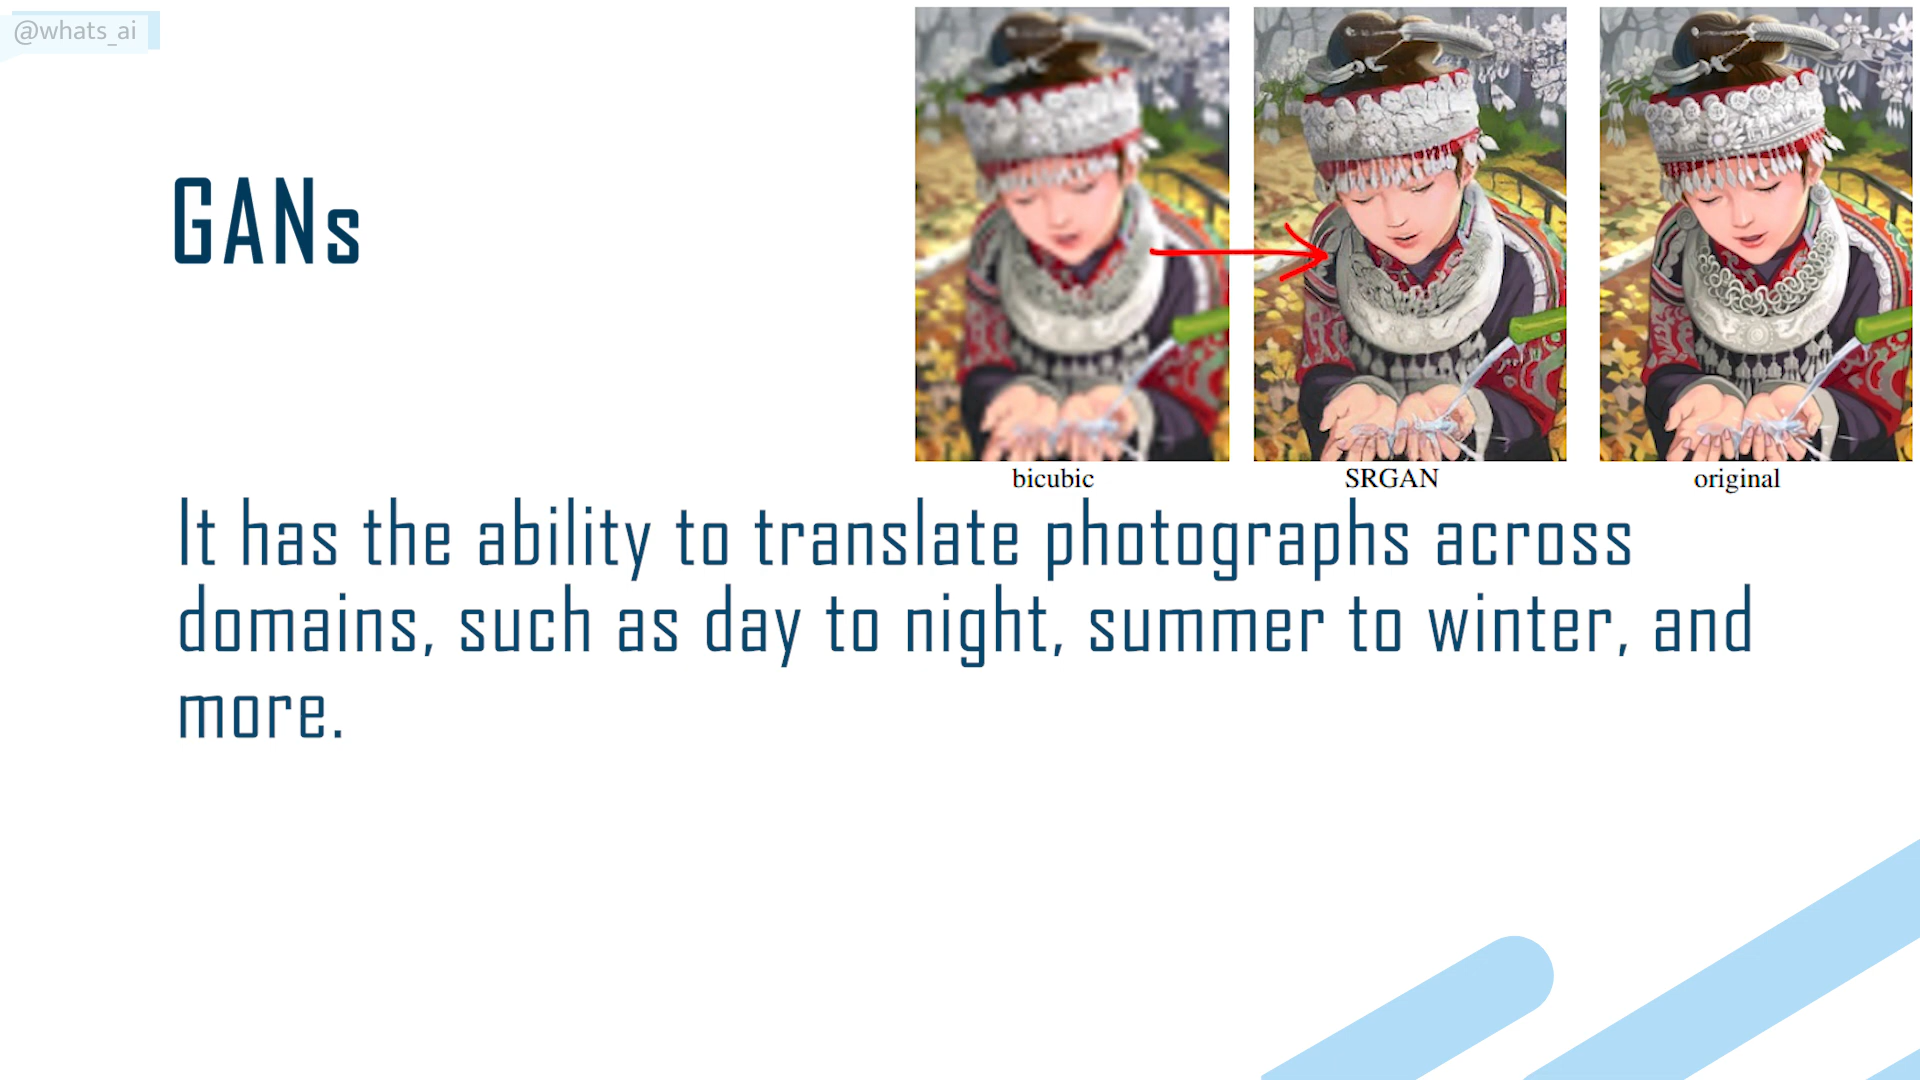 @whats_ai
GANs
bicubic
SRGAN
original
It has the ability to translate photographs across
domains, such as day to night, summer to winter, and
more.